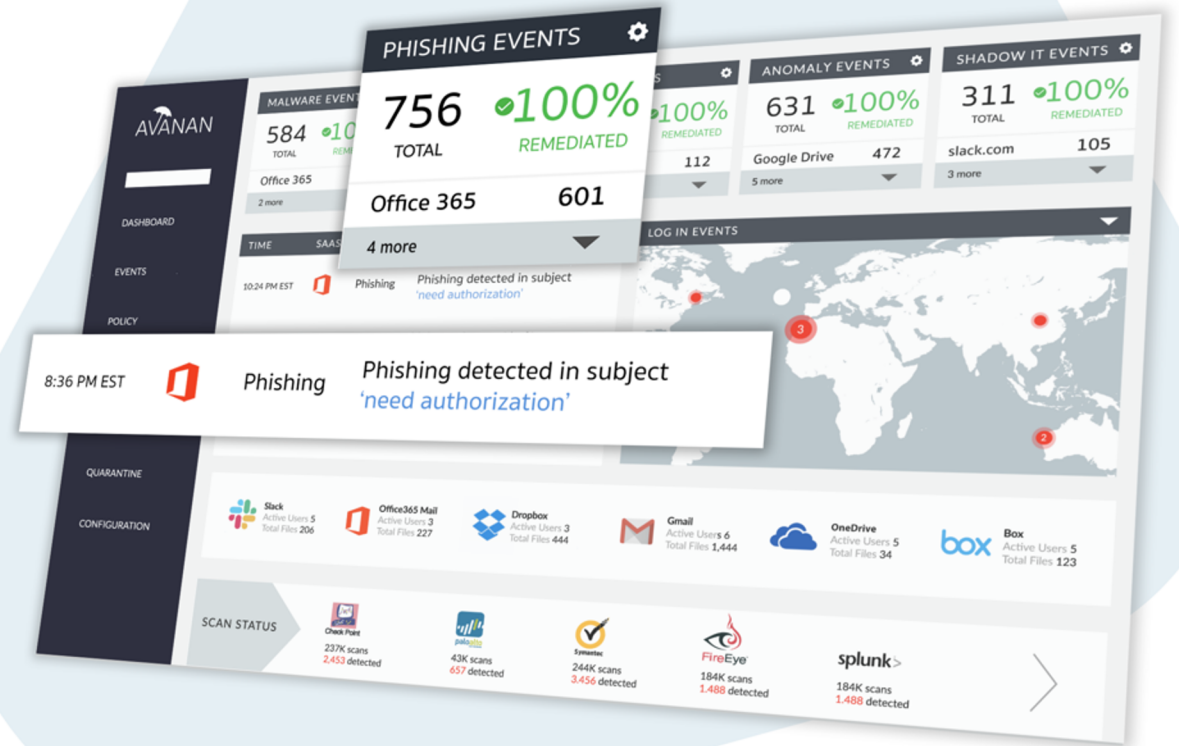 PHISHING EVENTS
756
TOTAL
100%
REMEDIATED
Office 365 601
4 more
AVANAN
DASHBOARD
EVENTS
POLICY
QUARANTINE
CONFIGURATION
MALWARE EVENT
584
TOTAL
10
REME
Office 365
2 more
S
100%
REMEDIATED
112
ANOMALY EVENTS
631
TOTAL
100%
REMEDIATED
Google Drive 472
5 more
SHADOW IT EVENTS
311
TOTAL
100%
REMEDIATED
slack.com 105
3 more
TIME SAAS
10:24 PM EST Phishing Phishing detected in subject
'need authorization'
8:36 PM EST Phishing Phishing detected in subject
'need authorization'
LOG IN EVENTS
3
2
Slack
Active Users 5
Total Files 206
Office365 Mail
Active Users 3
Total Files 227
Dropbox
Active Users 3
Total Files 444
Gmail
Active Users 6
Total Files 1,444
OneDrive
Active Users 5
Total Files 34
box
Box
Active Users 5
Total Files 123
SCAN STATUS
Check Point
237K scans
2,453 detected
paloalto
43K scans
657 detected
Symantec
244K scans
3.456 detected
FireEye
184K scans
1.488 detected
splunk>
184K scans
1.488 detected